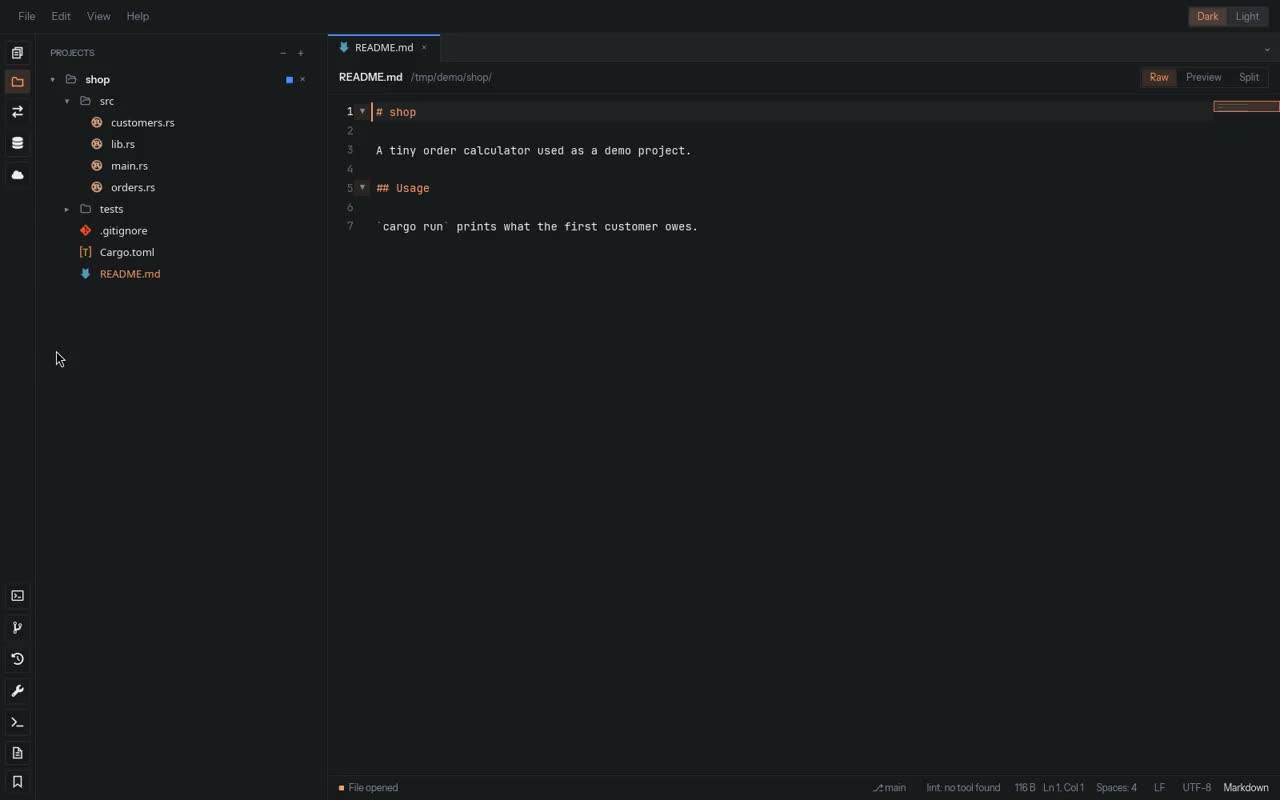 File Edit View Help
Dark Light
PROJECTS
shop
src
customers.rs
lib.rs
main.rs
orders.rs
tests
.gitignore
[T] Cargo.toml
README.md
README.md ×
README.md /tmp/demo/shop/
Raw Preview Split
1 # shop
2
3 A tiny order calculator used as a demo project.
4
5 ## Usage
6
7 `cargo run` prints what the first customer owes.
File opened
main lint: no tool found 116 B Ln 1, Col 1 Spaces: 4 LF UTF-8 Markdown